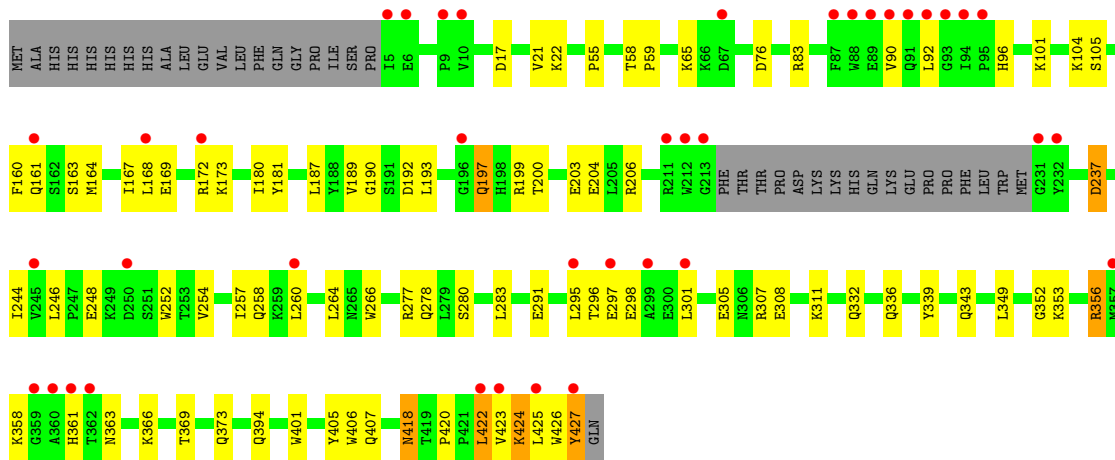 MET ALA HIS HIS HIS HIS HIS HIS ALA LEU GLU VAL LEU PHE GLN GLY PRO ILE SER PRO I5 E6 P9 V10 D17 V21 K22 P55 T58 P59 K65 K66 D67 D76 R83 F87 W88 E89 V90 Q91 L92 G93 I94 P95 H96 K101 K104 S105
F160 Q161 S162 S163 M164 I167 L168 E169 R172 K173 I180 Y181 L187 Y188 V189 G190 S191 D192 L193 G196 Q197 H198 R199 T200 E203 E204 L205 R206 R211 W212 G213 PHE THR THR PRO ASP LYS LYS HIS GLN LYS GLU PRO PRO PHE LEU TRP MET G231 Y232 D237
I244 V245 L246 P247 E248 K249 D250 S251 W252 T253 V254 I257 Q258 K259 L260 L264 N265 W266 R277 Q278 L279 S280 L283 E291 L295 T296 E297 E298 A299 E300 L301 E305 N306 R307 E308 K311 Q332 Q336 Y339 Q343 L349 G352 K353 R356 M357
K358 G359 A360 H361 T362 N363 K366 T369 Q373 Q394 W401 Y405 W406 Q407 N418 T419 P420 P421 L422 V423 K424 L425 W426 Y427 GLN